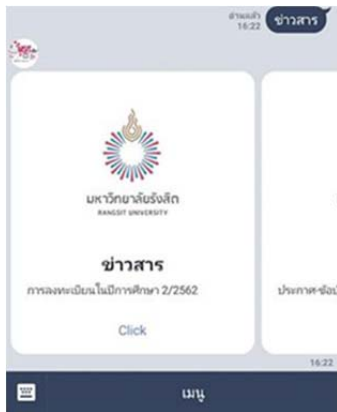 อ่านแล้ว
16:22
ข่าวสาร
มหาวิทยาลัยรังสิต
RANGSIT UNIVERSITY
ข่าวสาร
การลงทะเบียนในปีการศึกษา 2/2562
Click
16:22
เมนู